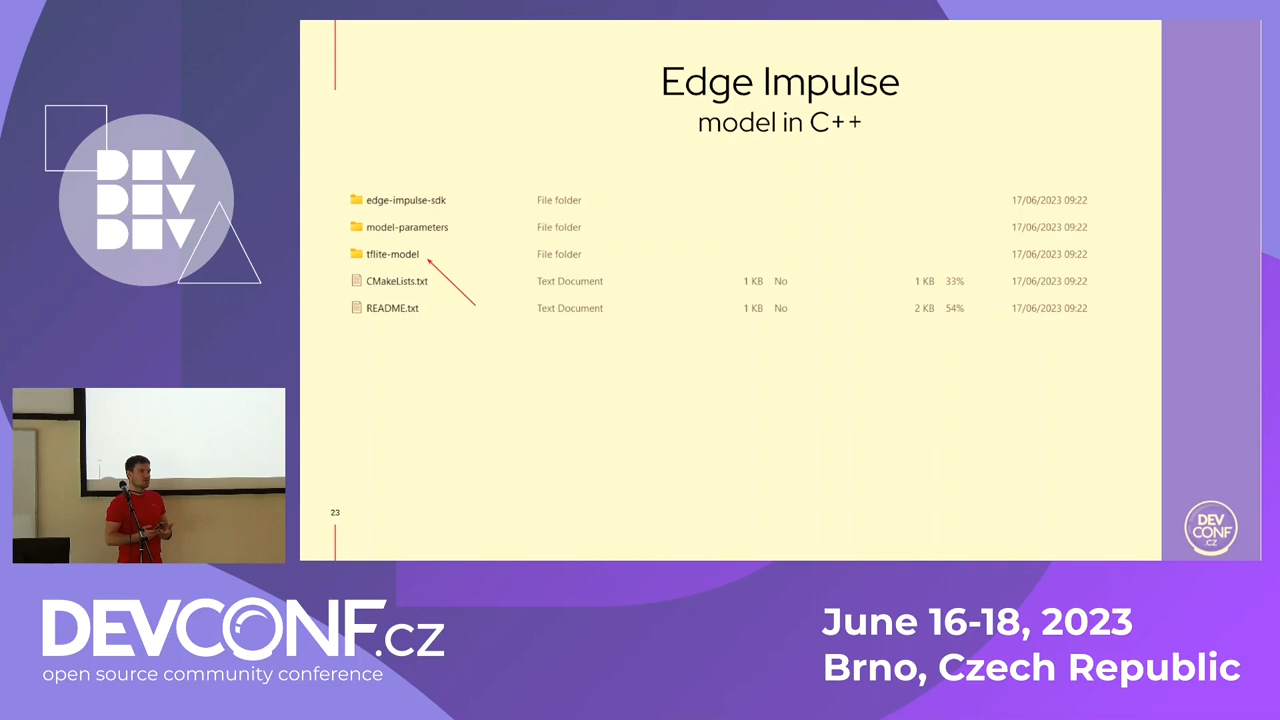 DEV
DEV
DEV
Edge Impulse
model in C++
edge-impulse-sdk File folder 17/06/2023 09:22
model-parameters File folder 17/06/2023 09:22
tflite-model File folder 17/06/2023 09:22
CMakeLists.txt Text Document 1 KB No 1 KB 33% 17/06/2023 09:22
README.txt Text Document 1 KB No 2 KB 54% 17/06/2023 09:22
23
DEV
CONF
.CZ
DEVCONF.cz
open source community conference
June 16-18, 2023
Brno, Czech Republic